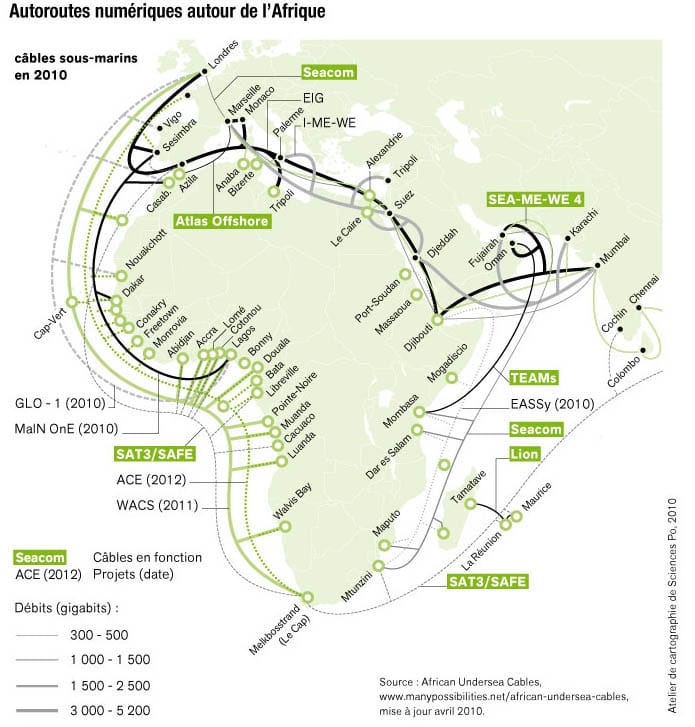 Autoroutes numériques autour de l'Afrique
câbles sous-marins
en 2010
Londres
Seacom
Marseille
Monaco
EIG
Palerme
I-ME-WE
Vigo
Sesimbra
Alexandrie
Tripoli
Casab.
Azila
Anaba
Bizerte
Tripoli
Suez
Le Caire
SEA-ME-WE 4
Atlas Offshore
Djeddah
Fujairah
Oman
Karachi
Mumbai
Nouakchott
Port-Soudan
Massaoua
Chennai
Dakar
Cap-Vert
Conakry
Freetown
Monrovia
Abidjan
Accra
Lomé
Cotonou
Lagos
Bonny
Douala
Bata
Libreville
Djibouti
Cochin
Colombo
Mogadiscio
TEAMs
GLO - 1 (2010)
Pointe-Noire
Mombasa
EASSy (2010)
MaIN OnE (2010)
Muanda
Cacuaco
Luanda
Seacom
SAT3/SAFE
Dar es Salam
Lion
ACE (2012)
Tamatave
Maurice
WACS (2011)
Walvis Bay
La Réunion
Maputo
Seacom Câbles en fonction
ACE (2012) Projets (date)
Mtunzini
SAT3/SAFE
Melkbosstrand
(Le Cap)
Débits (gigabits) :
300 - 500
1 000 - 1 500
1 500 - 2 500
3 000 - 5 200
Source : African Undersea Cables,
www.manypossibilities.net/african-undersea-cables,
mise à jour avril 2010.
Atelier de cartographie de Sciences Po, 2010